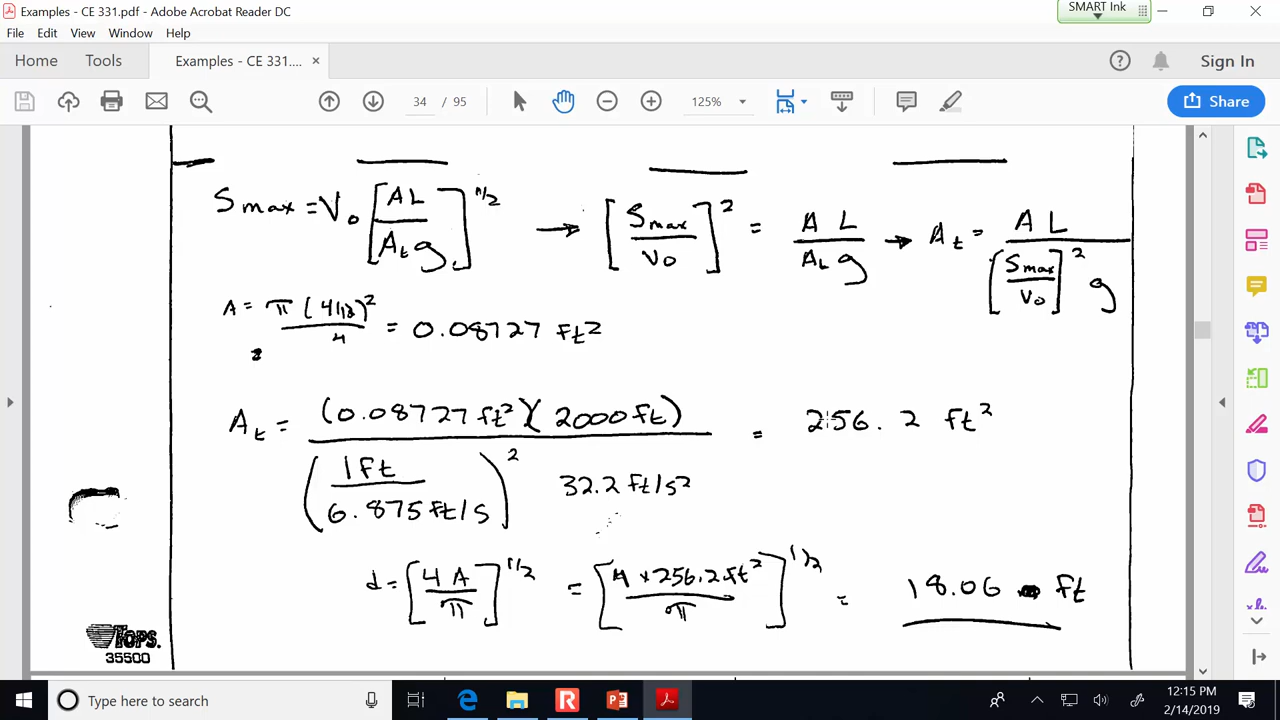 Examples - CE 331.pdf - Adobe Acrobat Reader DC
SMART Ink
File Edit View Window Help
Home Tools Examples - CE 331.... × Sign In
34 / 95 125% Share
Smax = Vo [AL / At g]^1/2 → [Smax / Vo]^2 = A L / At g → At = A L / [Smax / Vo]^2 g
A = π (4/12)^2 / 4 = 0.08727 ft^2
At = (0.08727 ft^2)(2000 ft) / (1 ft / 6.875 ft/s)^2 32.2 ft/s^2 = 256.2 ft^2
d = [4 A / π]^1/2 = [4 * 256.2 ft^2 / π]^1/2 = 18.06 ft
TOPS.
35500
Type here to search
12:15 PM
2/14/2019